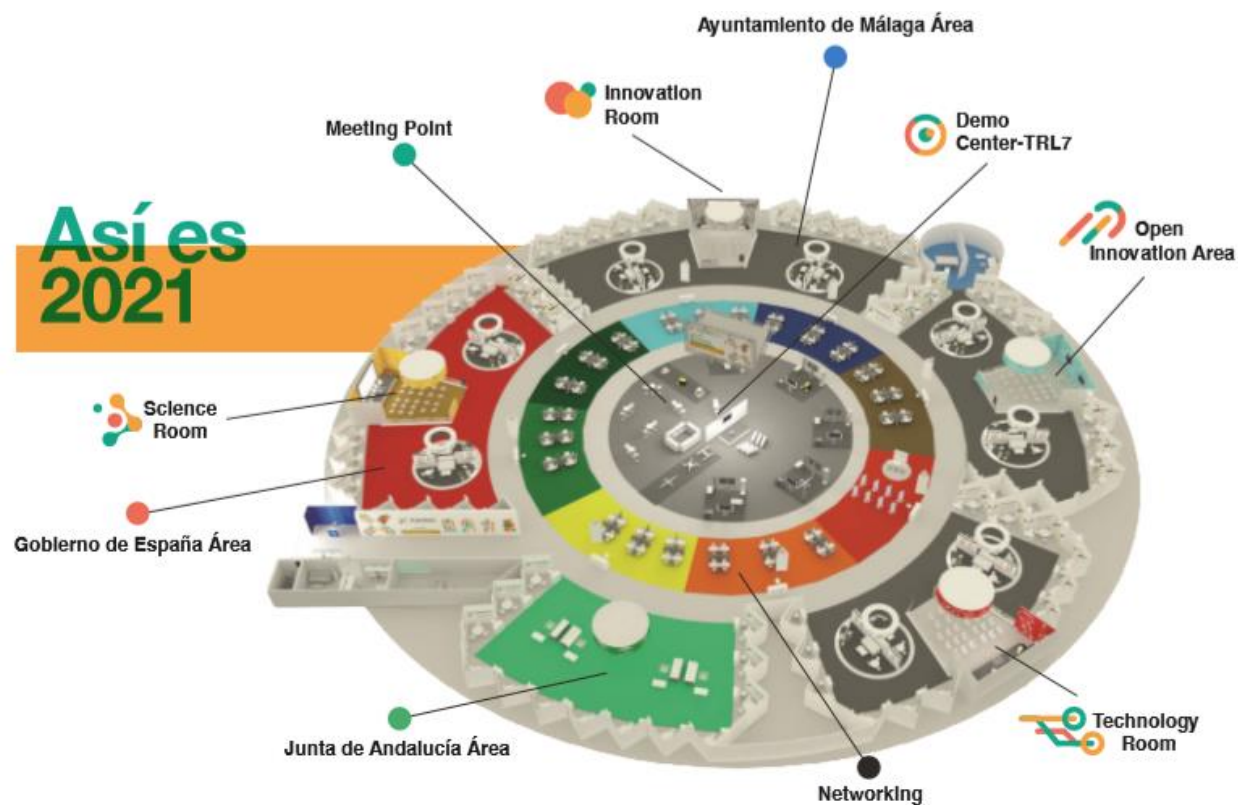 Ayuntamiento de Málaga Área
Innovation
Room
Meeting Point
Demo
Center-TRL7
Así es
2021
Open
Innovation Area
Science
Room
Gobierno de España Área
Junta de Andalucía Área
Technology
Room
Networking